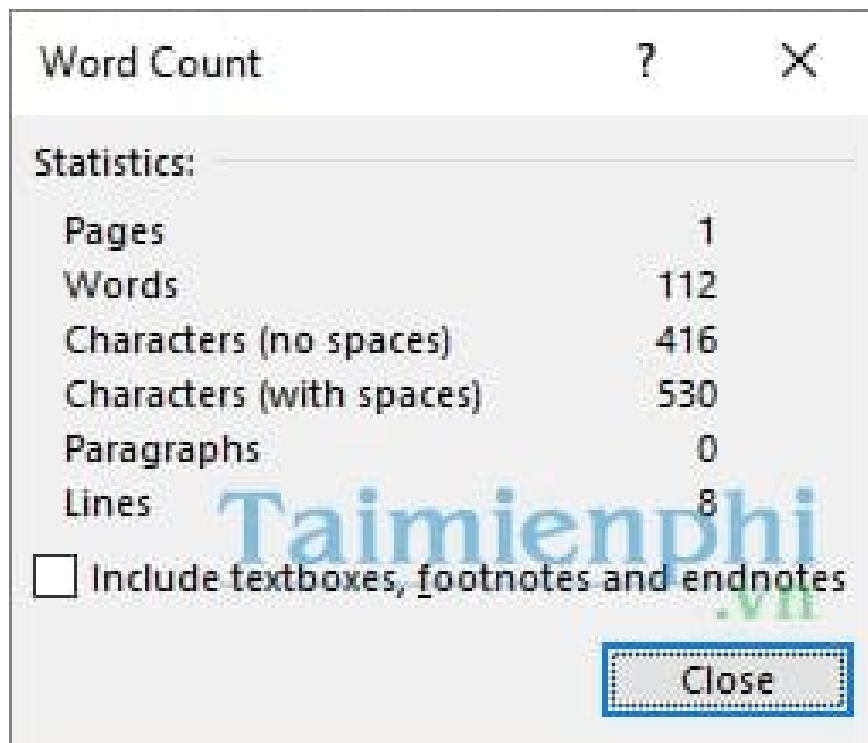 Word Count ?
Statistics:
Pages 1
Words 112
Characters (no spaces) 416
Characters (with spaces) 530
Paragraphs 0
Lines 8
Taimienphi
.vn
Include textboxes, footnotes and endnotes
Close